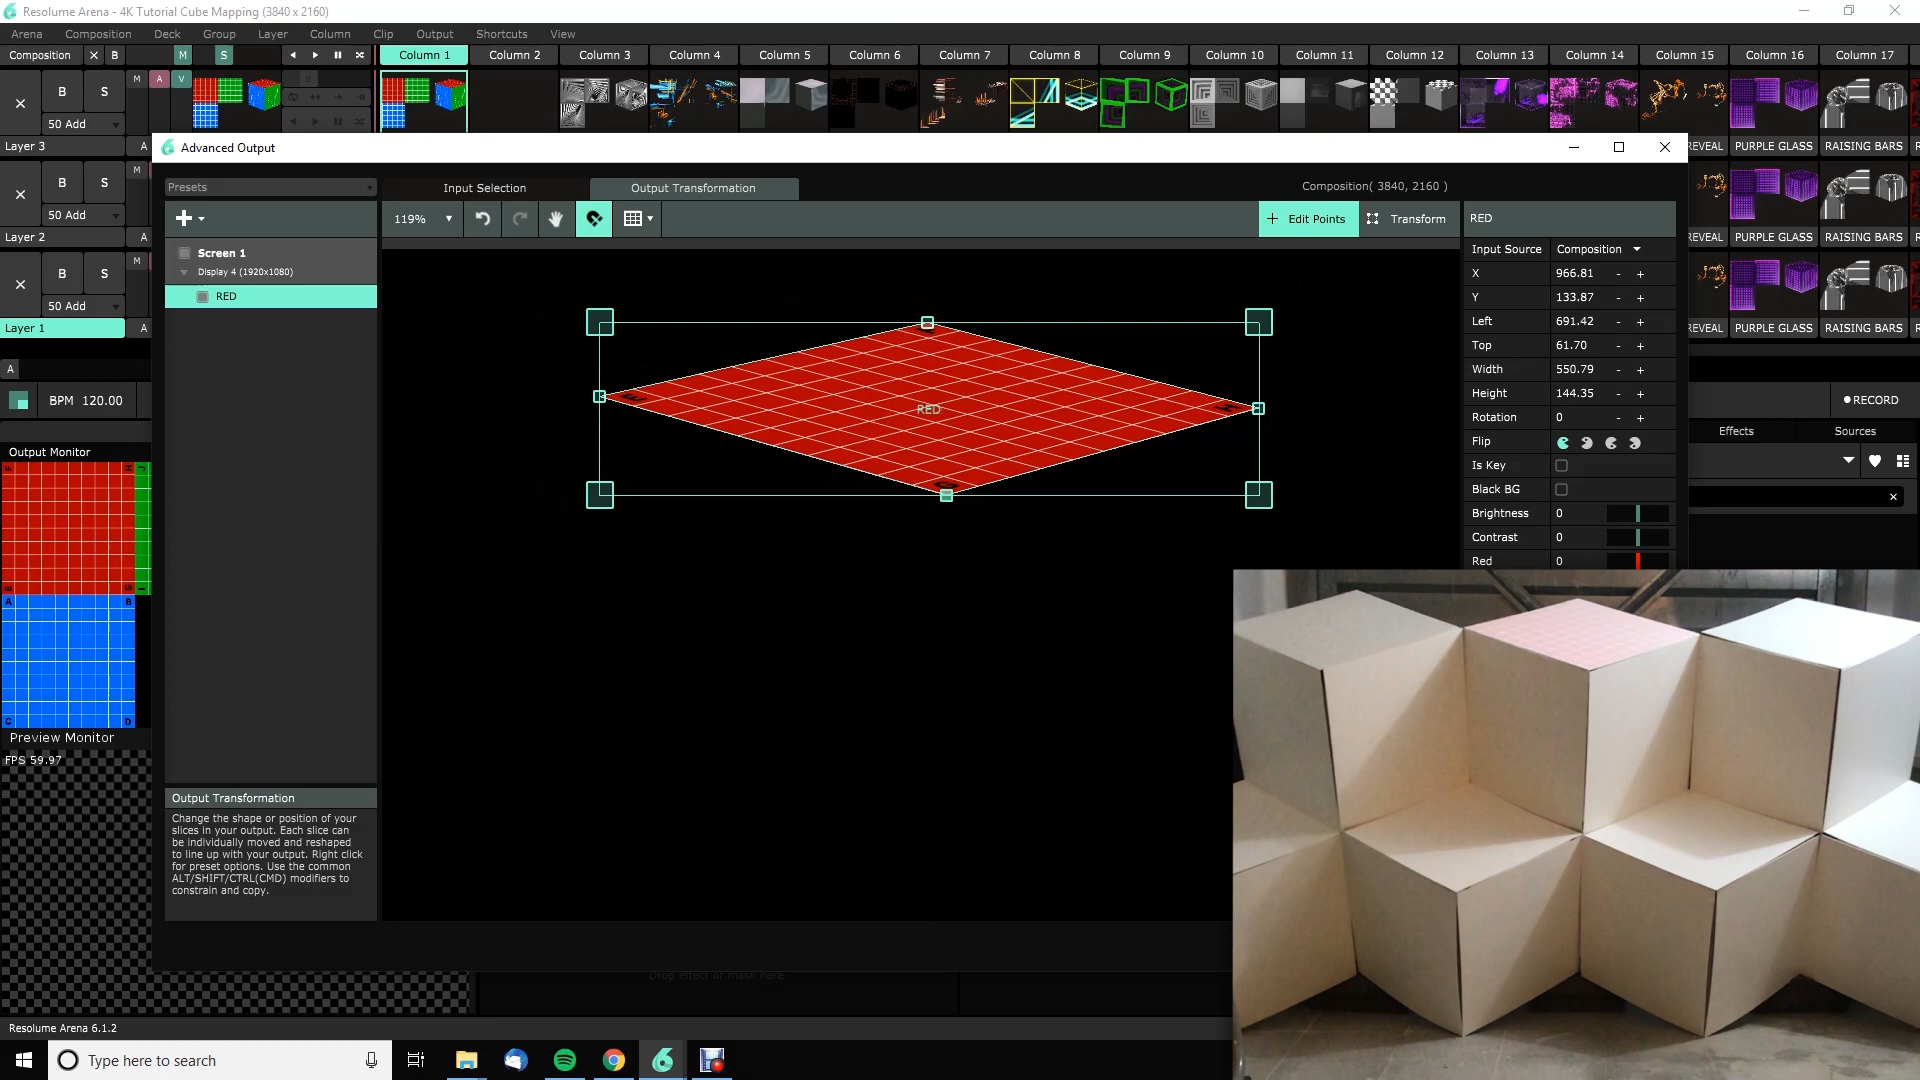 Resolume Arena - 4K Tutorial Cube Mapping (3840 x 2160)
Arena Composition Deck Group Layer Column Clip Output Shortcuts View
Composition X B M S Column 1 Column 2 Column 3 Column 4 Column 5 Column 6 Column 7 Column 8 Column 9 Column 10 Column 11 Column 12 Column 13 Column 14 Column 15 Column 16 Column 17
M A V S
B S
50 Add
Layer 3 A REVEAL PURPLE GLASS RAISING BARS
Advanced Output
M
B S
50 Add
Layer 2 A REVEAL PURPLE GLASS RAISING BARS
M
B S
50 Add
Layer 1 A REVEAL PURPLE GLASS RAISING BARS
Presets
Input Selection Output Transformation Composition( 3840, 2160 )
119% Edit Points Transform RED
Screen 1
Display 4 (1920x1080)
RED
Input Source Composition
X 966.81 - +
Y 133.87 - +
Left 691.42 - +
Top 61.70 - +
Width 550.79 - +
Height 144.35 - +
Rotation 0 - +
Flip
Is Key
Black BG
Brightness 0
Contrast 0
Red 0
E H G
RED
A
BPM 120.00
RECORD
Effects Sources
Output Monitor
F H J
E G I
A B
C D
Preview Monitor
FPS 59.97
Output Transformation
Change the shape or position of your
slices in your output. Each slice can
be individually moved and reshaped
to line up with your output. Right click
for preset options. Use the common
ALT/SHIFT/CTRL(CMD) modifiers to
constrain and copy.
Drop effect or mask here...
Resolume Arena 6.1.2
Type here to search